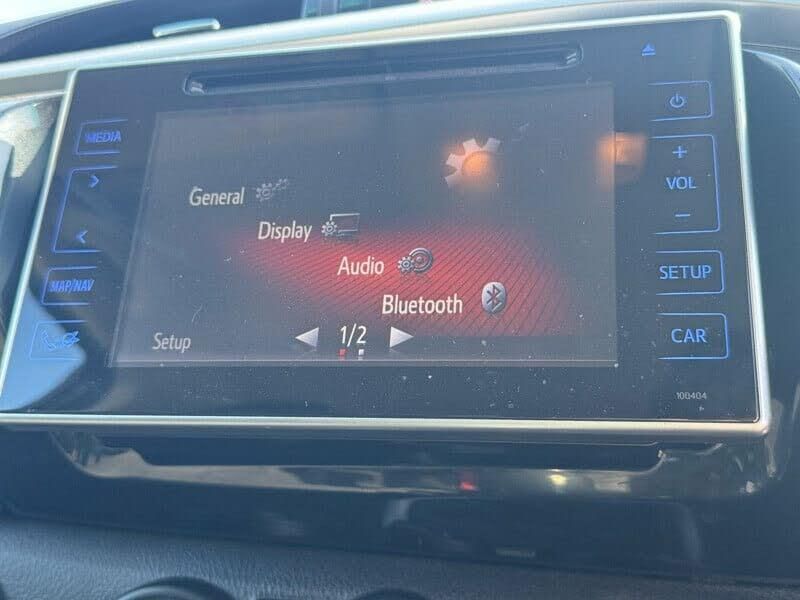 MEDIA
MAP/NAV
General
Display
Audio
Bluetooth
Setup
1/2
+
VOL
−
SETUP
CAR
100404